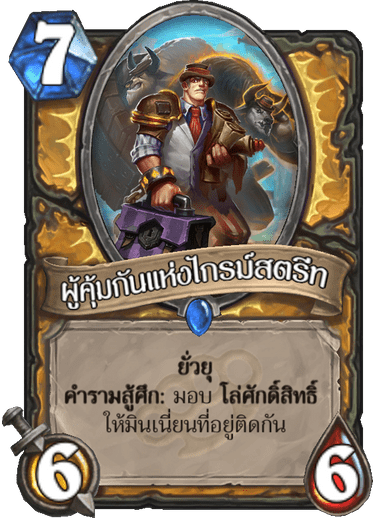 7
ผู้คุ้มกันแห่งไกรม์สตรีท
ยั่วยุ
คำรามสู้ศึก: มอบ โล่ศักดิ์สิทธิ์
ให้มินเนี่ยนที่อยู่ติดกัน
6
6